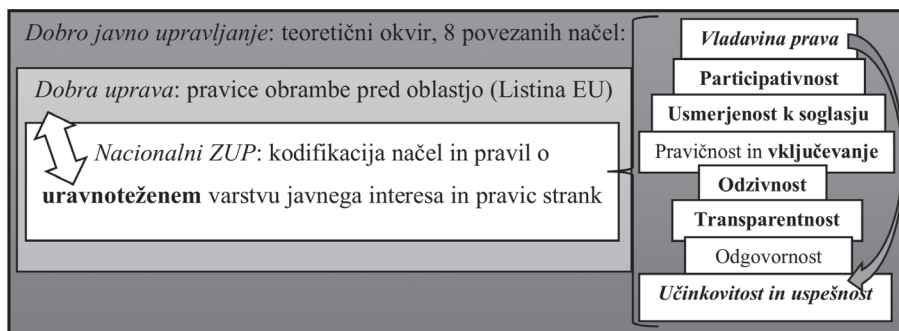 Dobro javno upravljanje: teoretični okvir, 8 povezanih načel:
Dobra uprava: pravice obrambe pred oblastjo (Listina EU)
Nacionalni ZUP: kodifikacija načel in pravil o
uravnoteženem varstvu javnega interesa in pravic strank
Vladavina prava
Participativnost
Usmerjenost k soglasju
Pravičnost in vključevanje
Odzivnost
Transparentnost
Odgovornost
Učinkovitost in uspešnost